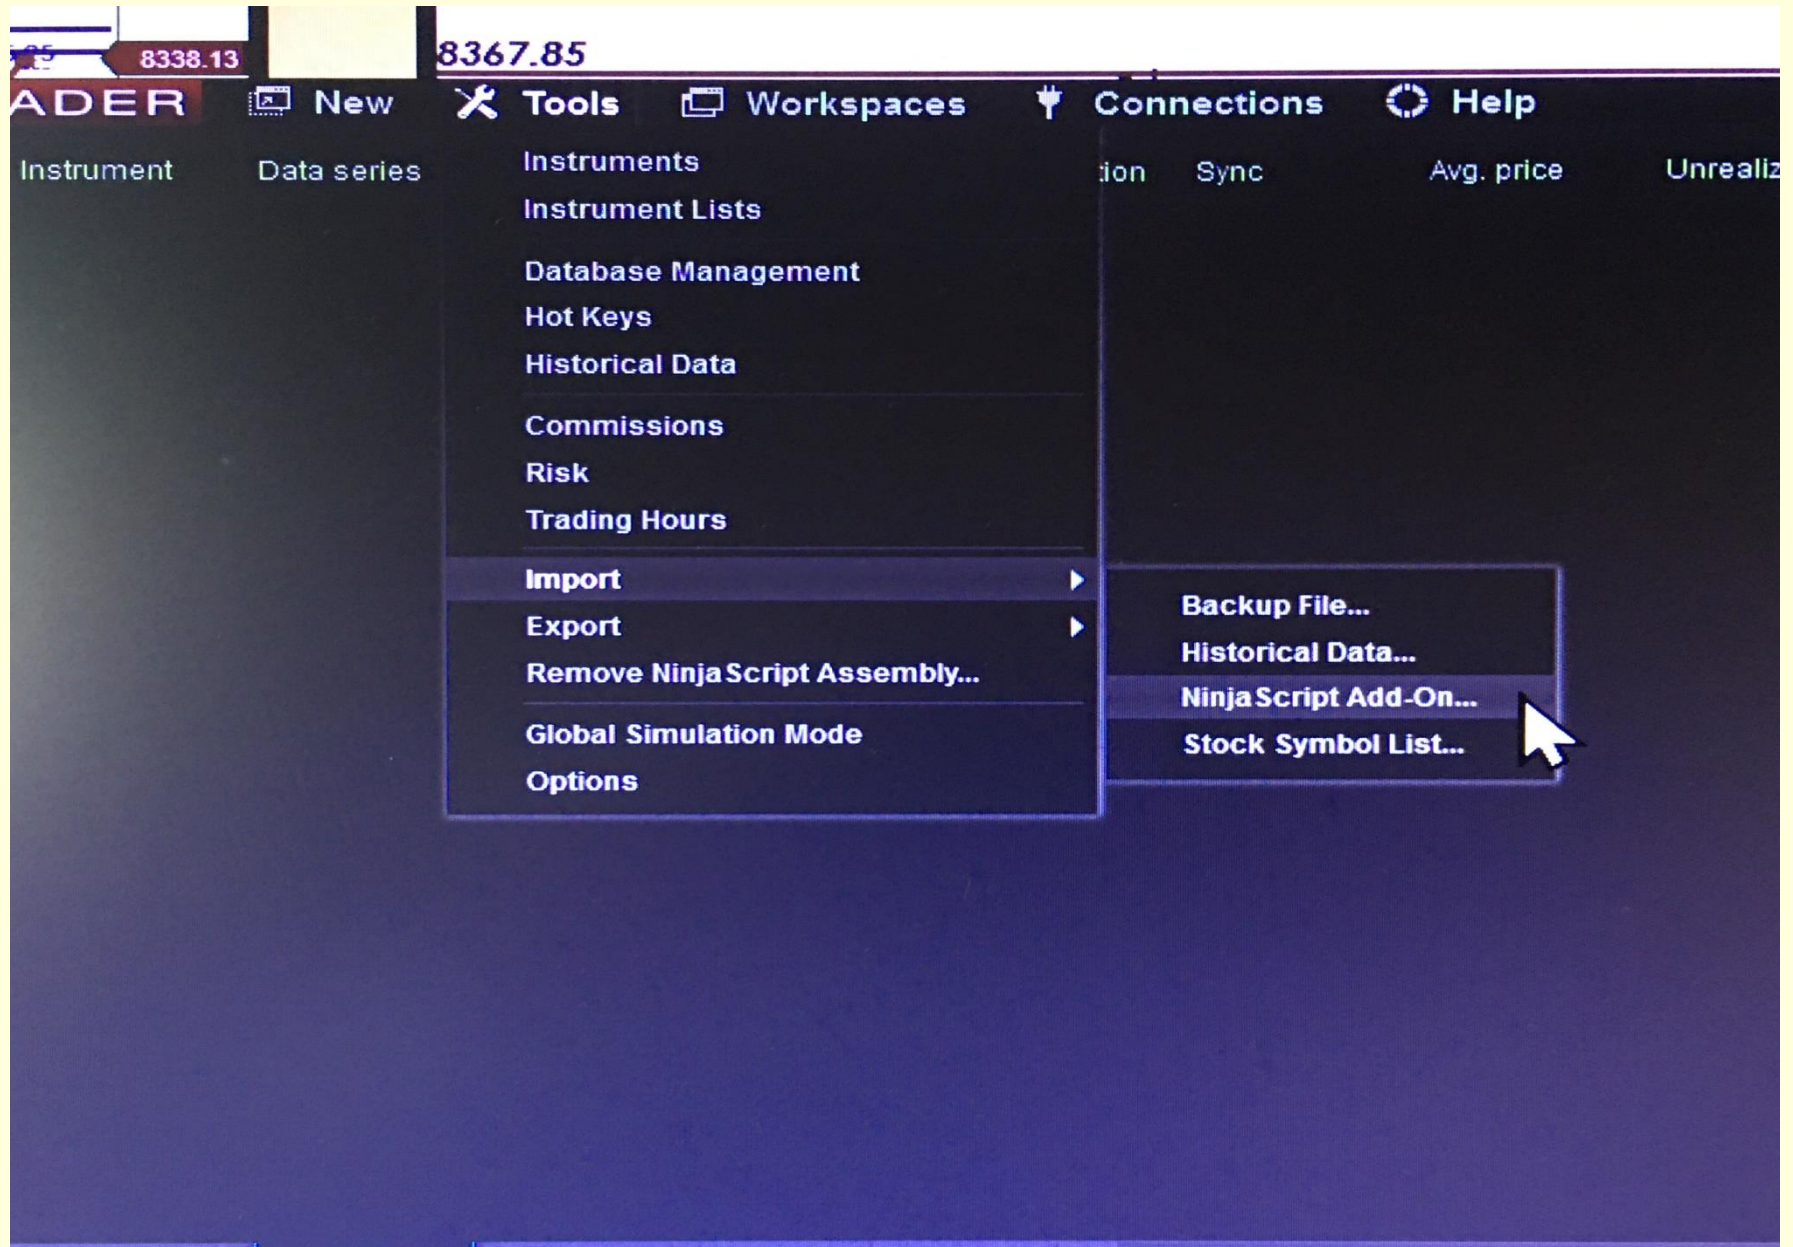 8338.13
8367.85
ADER New Tools Workspaces Connections Help
Instrument Data series tion Sync Avg. price Unrealiz
Instruments
Instrument Lists
Database Management
Hot Keys
Historical Data
Commissions
Risk
Trading Hours
Import
Export
Remove NinjaScript Assembly...
Global Simulation Mode
Options
Backup File...
Historical Data...
NinjaScript Add-On...
Stock Symbol List...